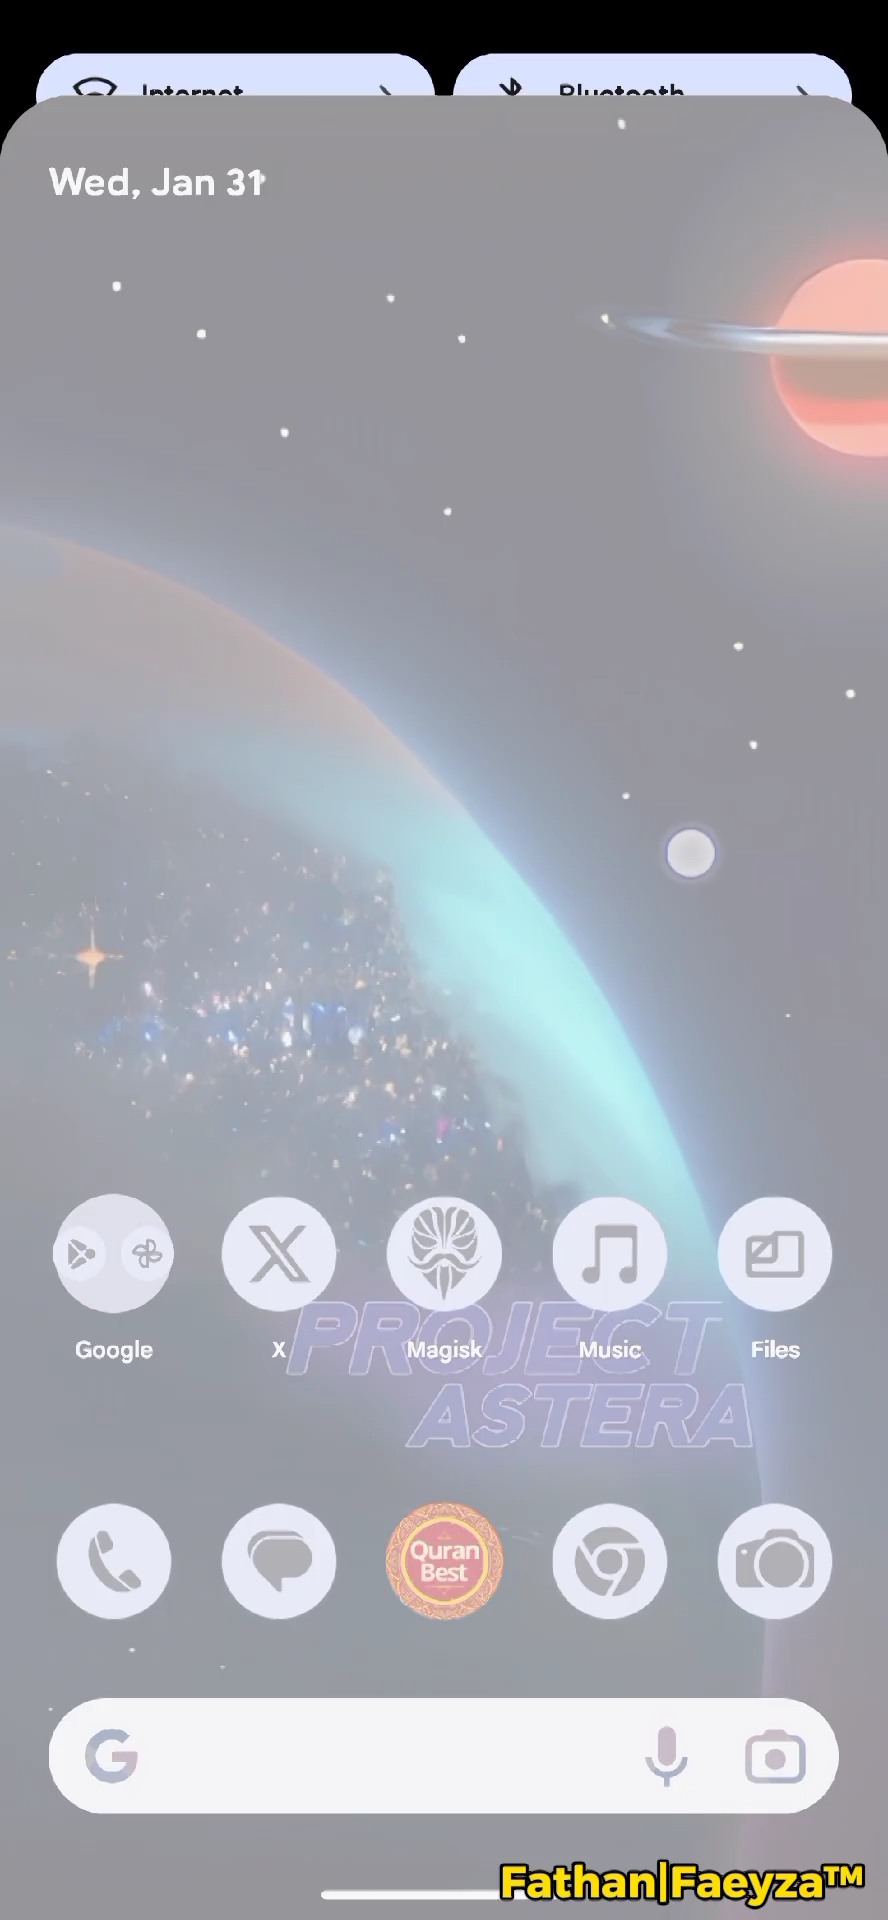 Internet
Bluetooth
Wed, Jan 31
Google
X
Magisk
Music
Files
PROJECT
ASTERA
Quran
Best
Fathan|Faeyza™